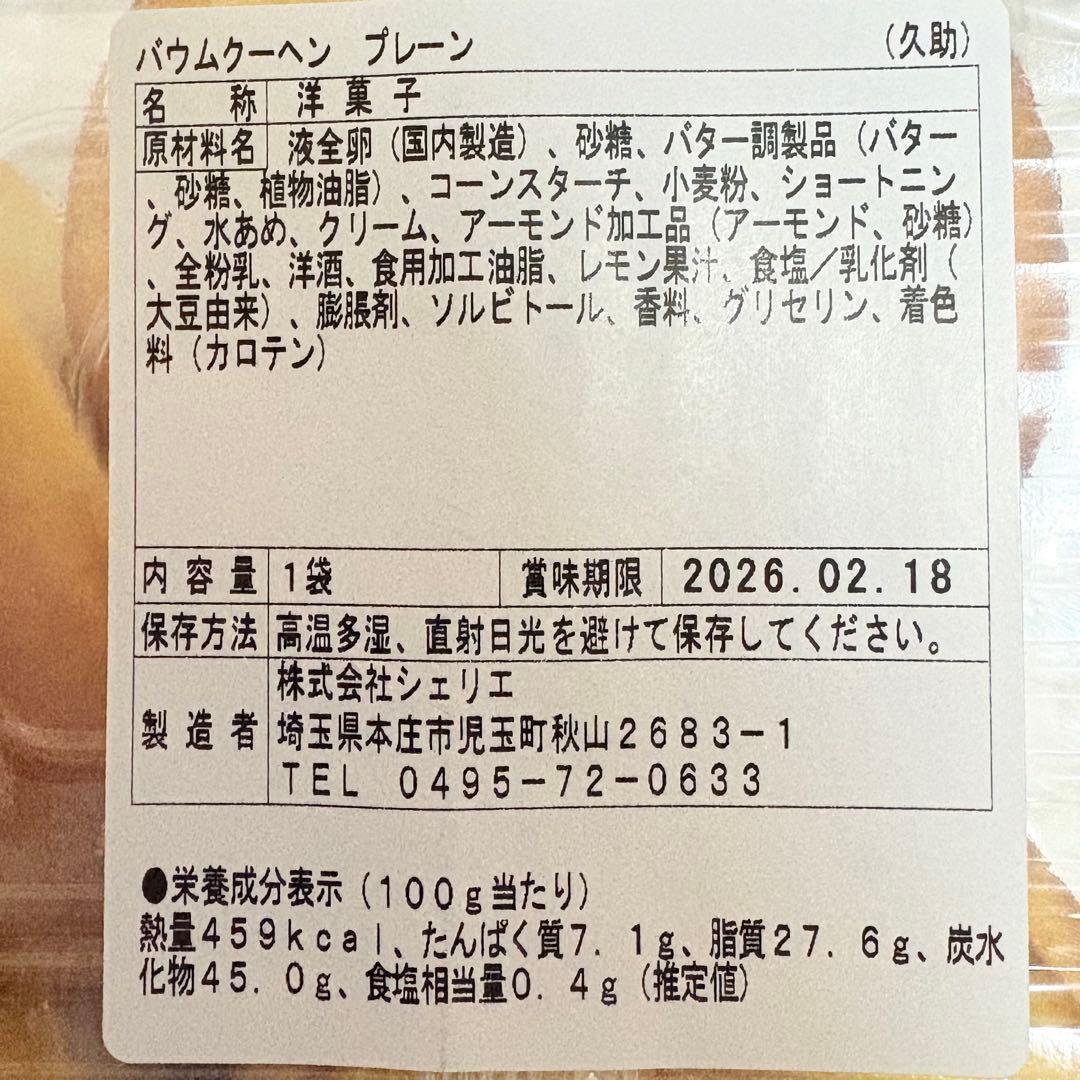 バウムクーヘン　プレーン　（久助）
名　称　洋菓子
原材料名　液全卵（国内製造）、砂糖、バター調製品（バター
、砂糖、植物油脂）、コーンスターチ、小麦粉、ショートニン
グ、水あめ、クリーム、アーモンド加工品（アーモンド、砂糖）
、全粉乳、洋酒、食用加工油脂、レモン果汁、食塩／乳化剤（
大豆由来）、膨脹剤、ソルビトール、香料、グリセリン、着色
料（カロテン）
内容量　1袋　賞味期限　2026.02.18
保存方法　高温多湿、直射日光を避けて保存してください。
株式会社シェリエ
製造者　埼玉県本庄市児玉町秋山２６８３－１
ＴＥＬ　０４９５－７２－０６３３
●栄養成分表示（１００ｇ当たり）
熱量４５９ｋｃａｌ、たんぱく質７．１ｇ、脂質２７．６ｇ、炭水
化物４５．０ｇ、食塩相当量０．４ｇ（推定値）